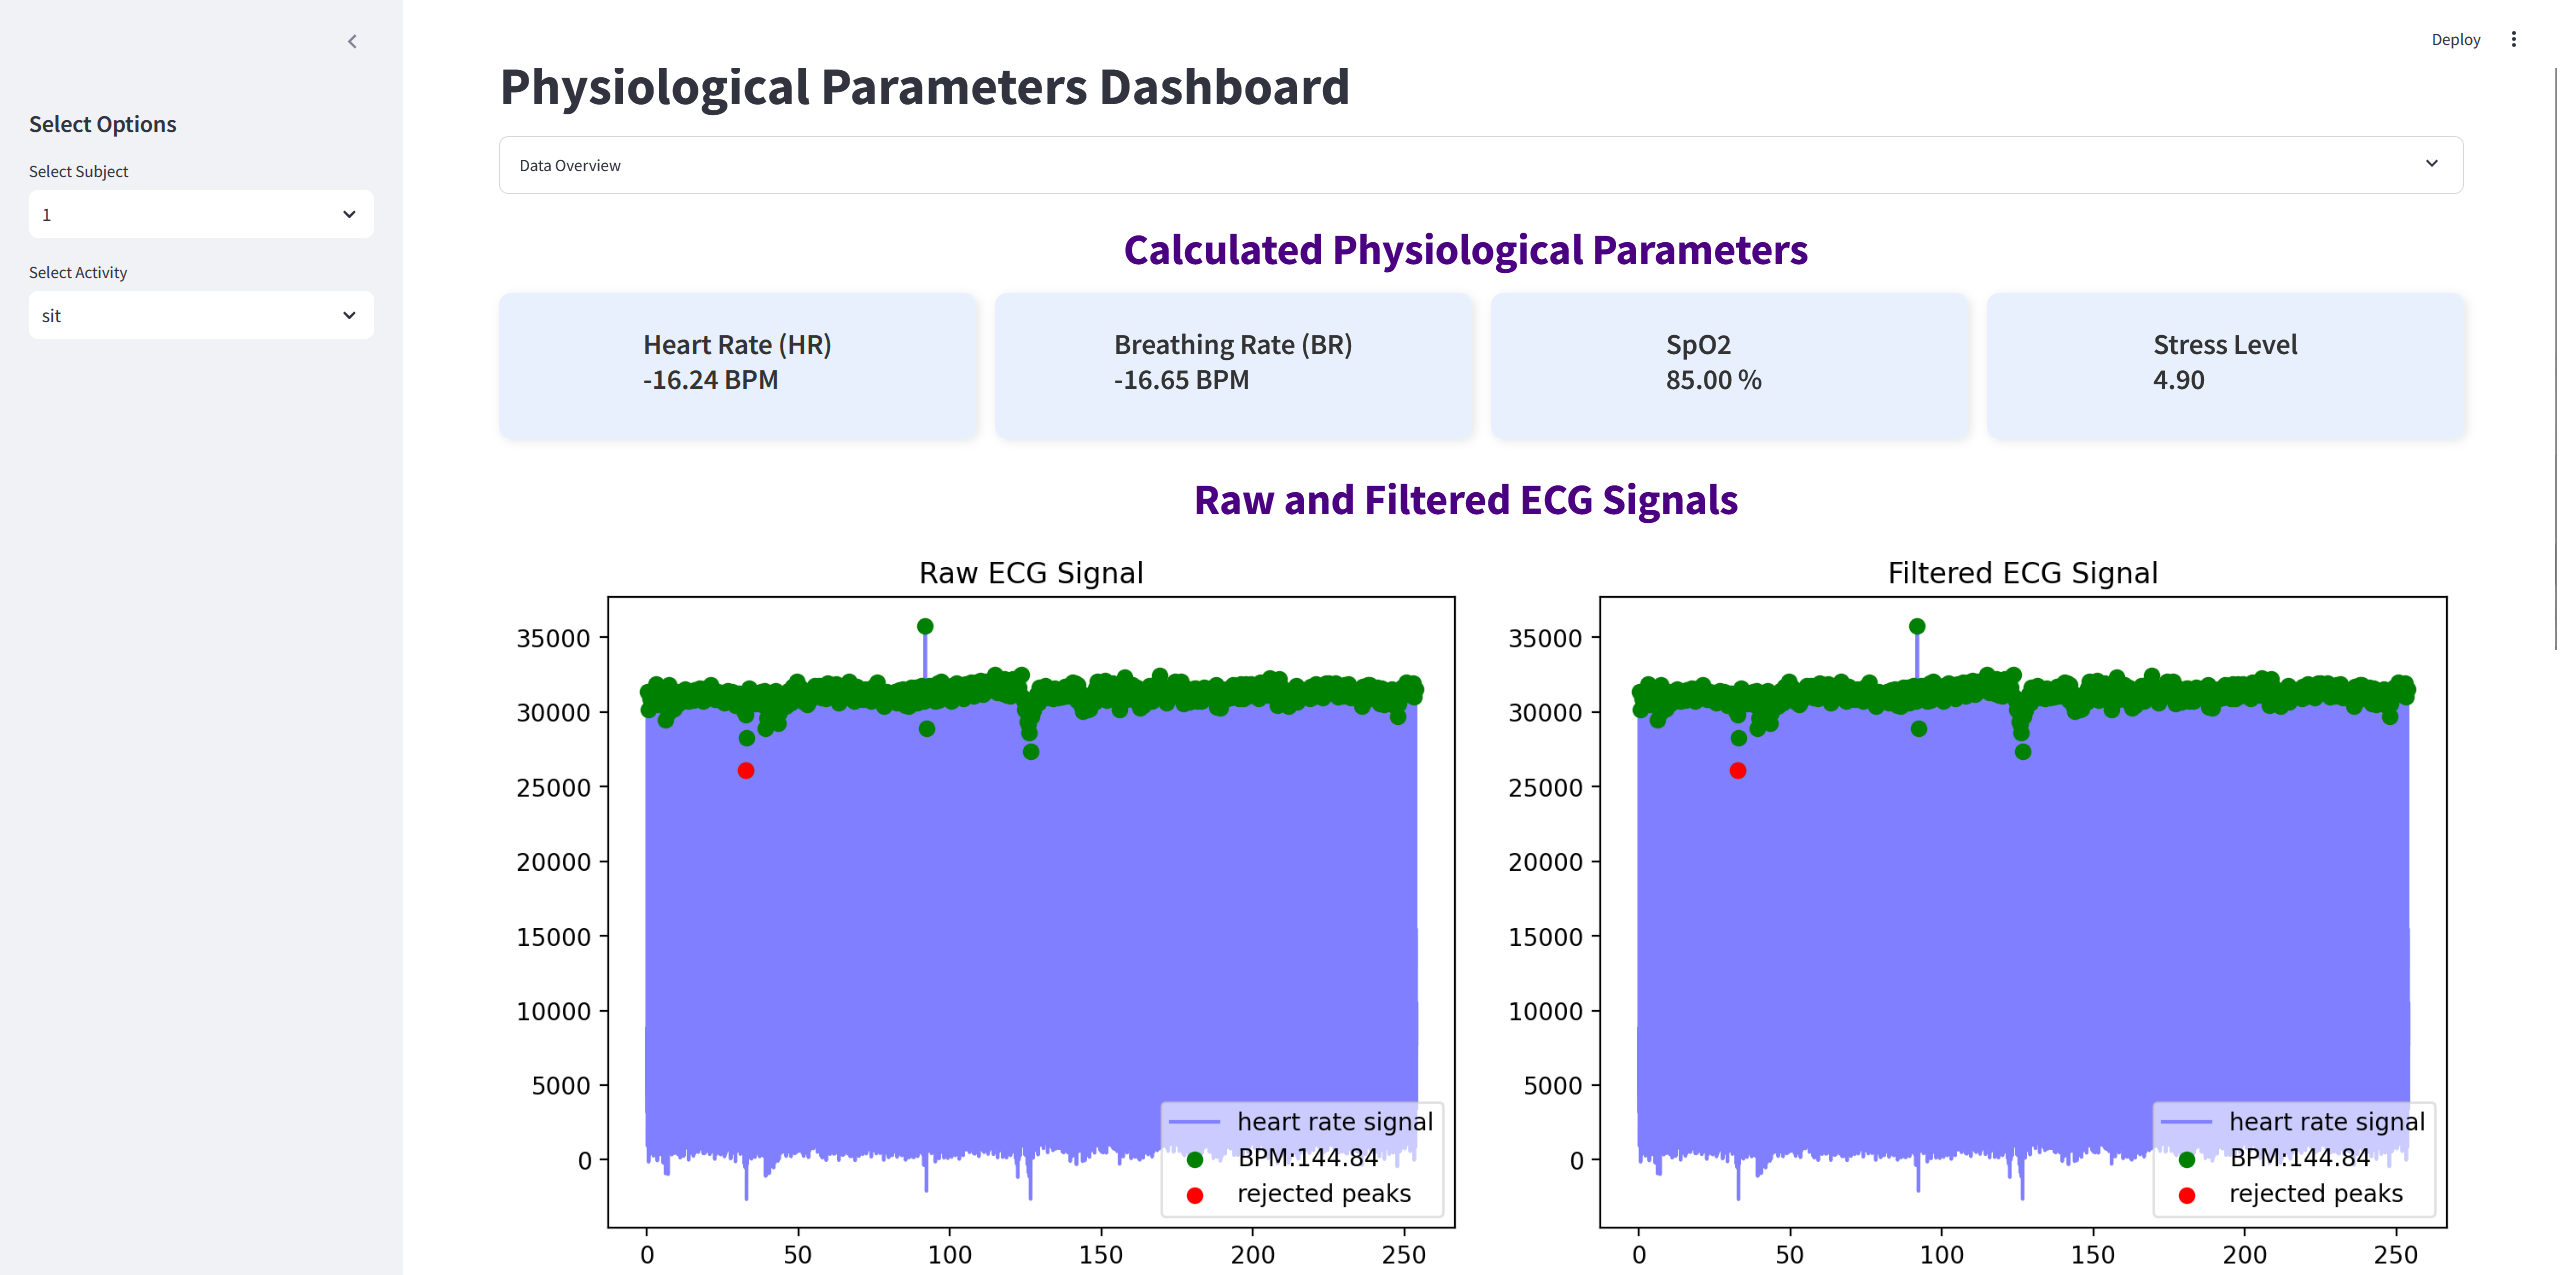 Deploy
Select Options
Select Subject
1
Select Activity
sit
Physiological Parameters Dashboard
Data Overview
Calculated Physiological Parameters
Heart Rate (HR)
-16.24 BPM
Breathing Rate (BR)
-16.65 BPM
SpO2
85.00 %
Stress Level
4.90
Raw and Filtered ECG Signals
Raw ECG Signal
35000
30000
25000
20000
15000
10000
5000
0
heart rate signal
BPM:144.84
rejected peaks
0 50 100 150 200 250
Filtered ECG Signal
35000
30000
25000
20000
15000
10000
5000
0
heart rate signal
BPM:144.84
rejected peaks
0 50 100 150 200 250